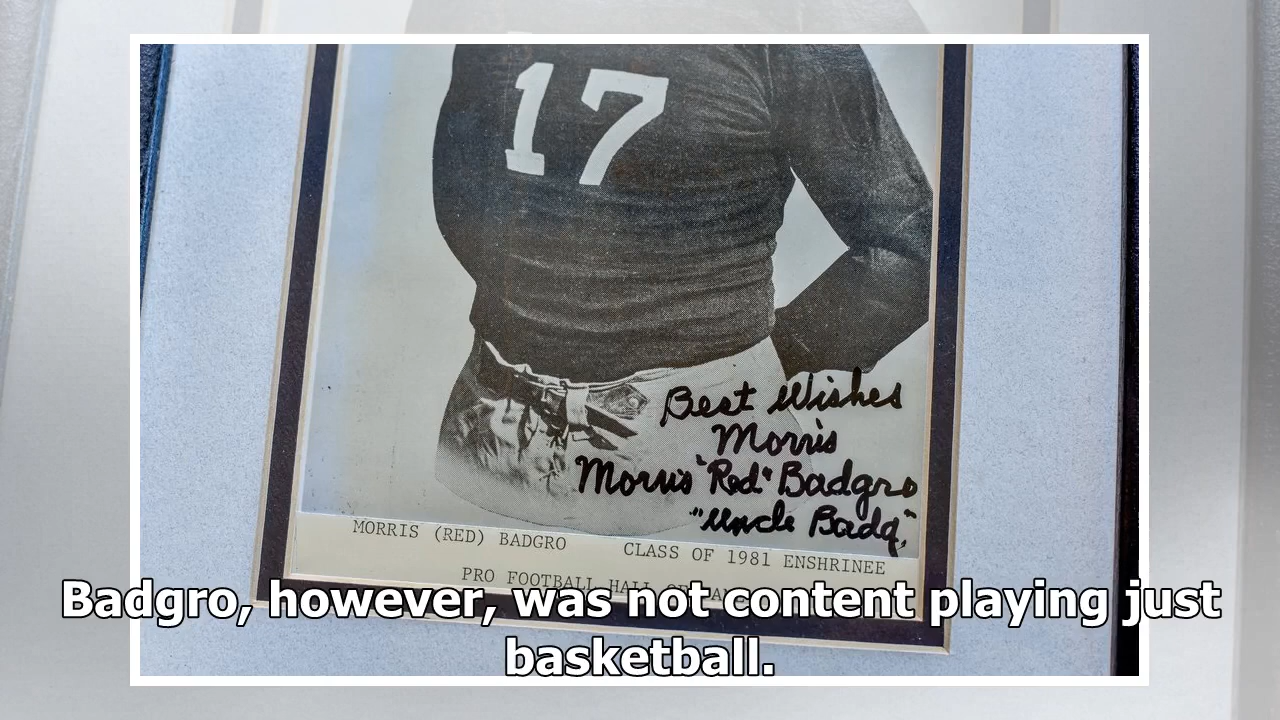 17
Best Wishes
Morris
Morris "Red" Badgro
"Uncle Badg"
MORRIS (RED) BADGRO CLASS OF 1981 ENSHRINEE
PRO FOOTBALL HALL
Badgro, however, was not content playing just
basketball.